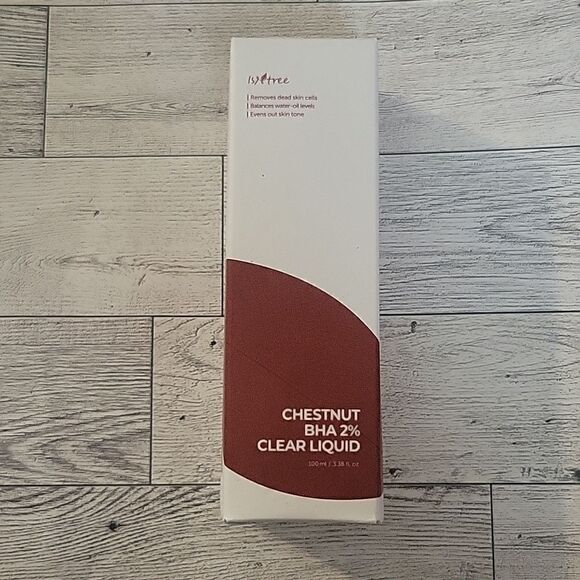 Isntree
Removes dead skin cells
Balances water-oil levels
Evens out skin tone
CHESTNUT
BHA 2%
CLEAR LIQUID
100 ml / 3.38 fl. oz